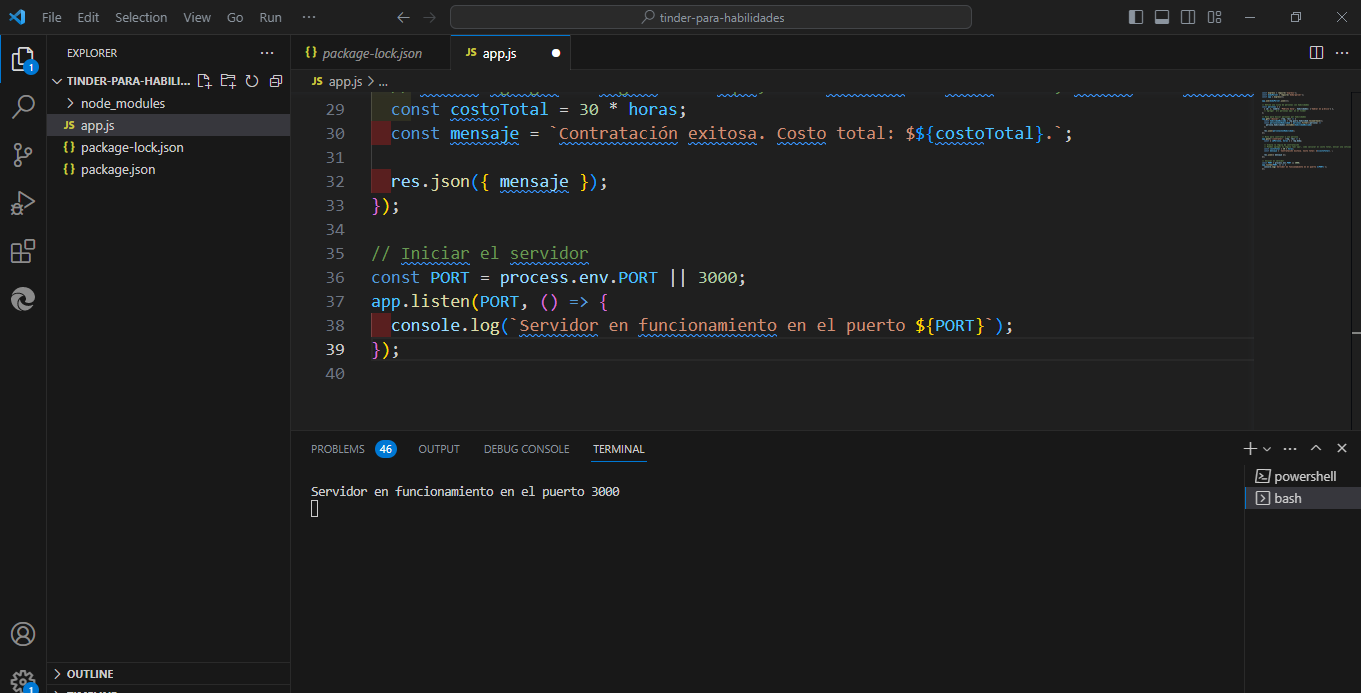 File Edit Selection View Go Run ... tinder-para-habilidades
EXPLORER
TINDER-PARA-HABILI...
node_modules
JS app.js
{} package-lock.json
{} package.json
OUTLINE
{} package-lock.json
JS app.js
JS app.js > ...
29 const costoTotal = 30 * horas;
30 const mensaje = `Contratación exitosa. Costo total: $${costoTotal}.`;
31
32 res.json({ mensaje });
33 });
34
35 // Iniciar el servidor
36 const PORT = process.env.PORT || 3000;
37 app.listen(PORT, () => {
38 console.log(`Servidor en funcionamiento en el puerto ${PORT}`);
39 });
40
PROBLEMS 46 OUTPUT DEBUG CONSOLE TERMINAL
Servidor en funcionamiento en el puerto 3000
powershell
bash
1
1